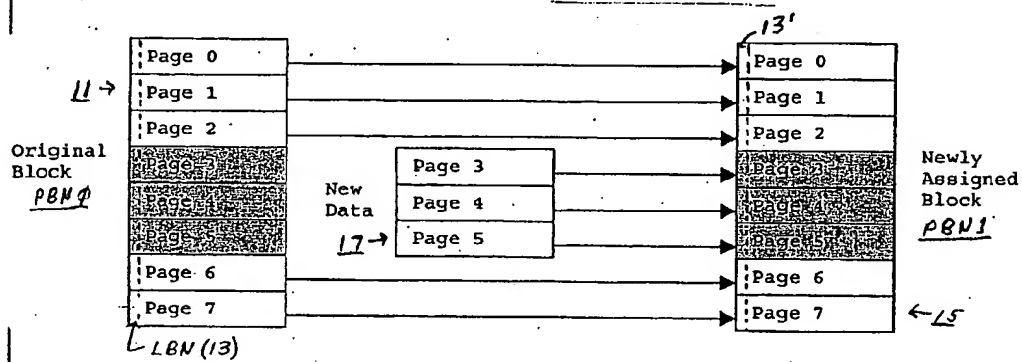 13'
Page 0
Page 0
11
Page 1
Page 1
Page 2
Page 2
Original
Block
PBNØ
Page 3
Page 3
Page 3
Newly
Assigned
Block
PBN1
New
Data
Page 4
Page 4
Page 4
17
Page 5
Page
Page 5
Page 6
Page 6
Page 7
Page 7
15
LBN (13)